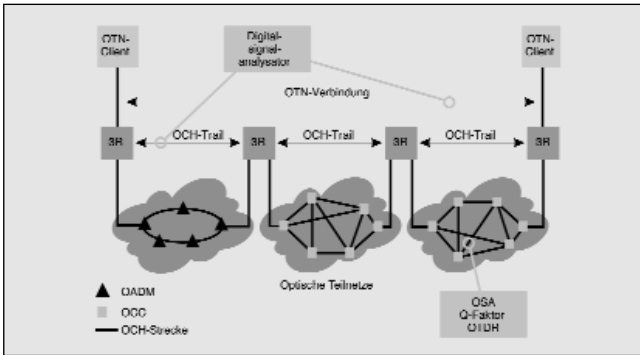 OTN-
Client
Digital-
signal-
analysator
OTN-
Client
OTN-Verbindung
3R
OCH-Trail
3R
OCH-Trail
3R
OCH-Trail
3R
Optische Teilnetze
OADM
OCC
OCH-Strecke
OSA
Q-Faktor
OTDR